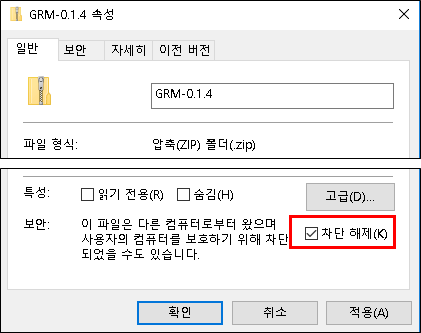 GRM-0.1.4 속성
일반 보안 자세히 이전 버전
GRM-0.1.4
파일 형식: 압축(ZIP) 폴더(.zip)
특성: 읽기 전용(R) 숨김(H) 고급(D)...
보안: 이 파일은 다른 컴퓨터로부터 왔으며
사용자의 컴퓨터를 보호하기 위해 차단
되었을 수도 있습니다.
차단 해제(K)
확인 취소 적용(A)